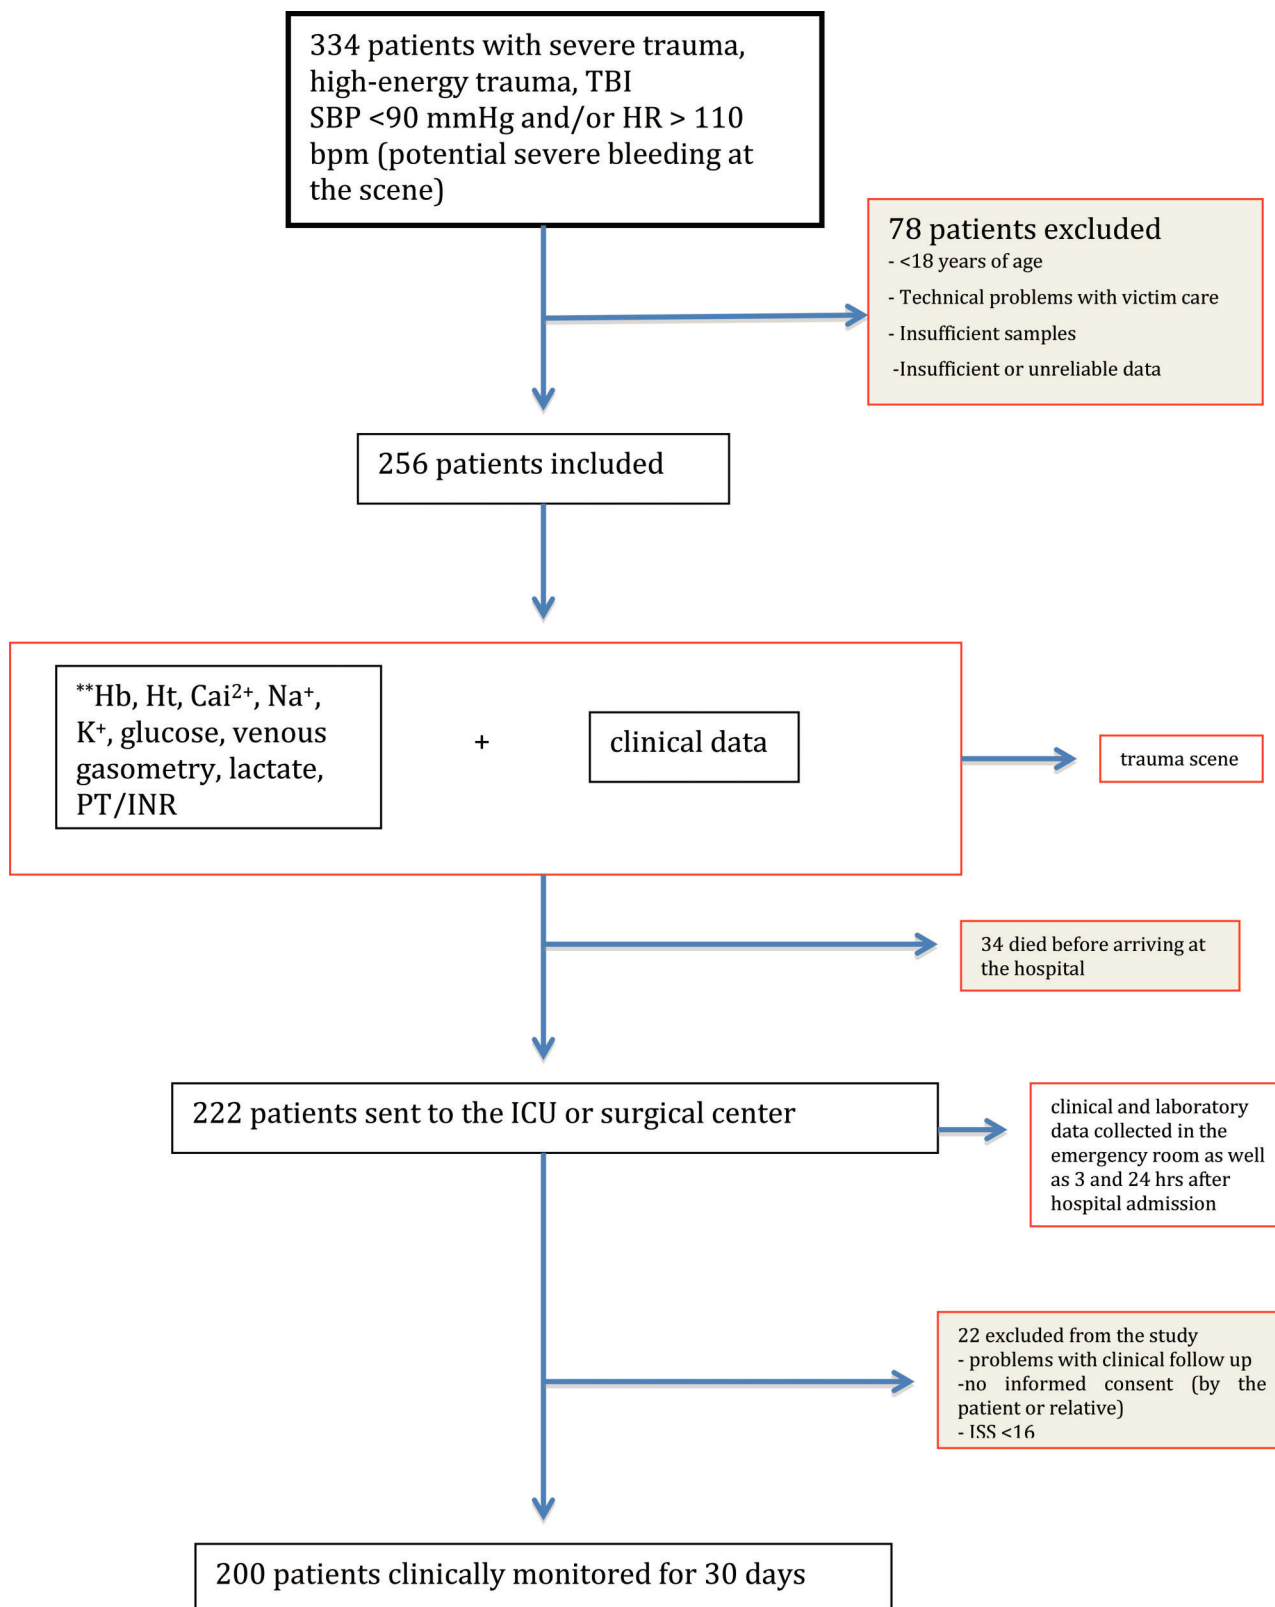 334 patients with severe trauma,
high-energy trauma, TBI
SBP <90 mmHg and/or HR > 110
bpm (potential severe bleeding at
the scene)
78 patients excluded
- <18 years of age
- Technical problems with victim care
- Insufficient samples
-Insufficient or unreliable data
256 patients included
**Hb, Ht, Cai²⁺, Na⁺,
K⁺, glucose, venous
gasometry, lactate,
PT/INR
+
clinical data
trauma scene
34 died before arriving at
the hospital
222 patients sent to the ICU or surgical center
clinical and laboratory
data collected in the
emergency room as well
as 3 and 24 hrs after
hospital admission
22 excluded from the study
- problems with clinical follow up
-no informed consent (by the
patient or relative)
- ISS <16
200 patients clinically monitored for 30 days